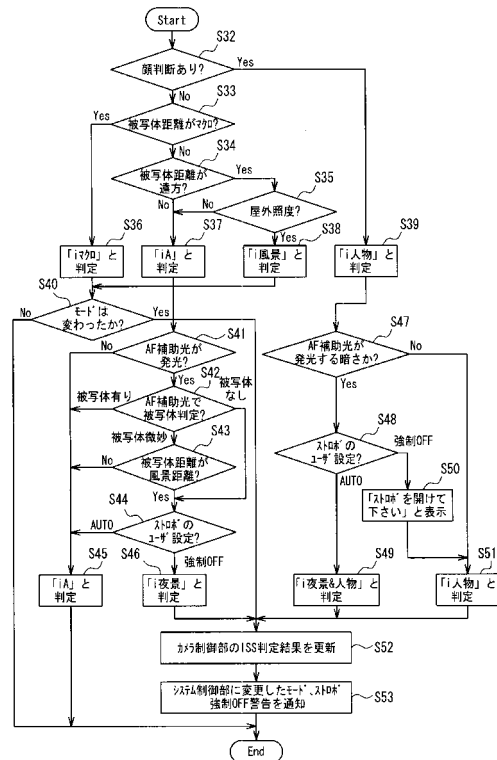 Start
S32
顔判断あり?
Yes
No
S33
被写体距離がマクロ?
Yes
No
S34
被写体距離が
遠方?
Yes
No
S35
屋外照度?
No
Yes
S36
「iマクロ」と
判定
S37
「iA」と
判定
S38
「i風景」と
判定
S39
「i人物」と
判定
S40
モードは
変わったか?
No
Yes
S41
AF補助光が
発光?
No
Yes
S42
AF補助光で
被写体判定?
被写体有り
被写体
なし
被写体微妙
S43
被写体距離が
風景距離?
No
Yes
S44
ストロボの
ユーザ設定?
AUTO
強制OFF
S45
「iA」と
判定
S46
「i夜景」と
判定
S47
AF補助光が
発光する暗さか?
No
Yes
S48
ストロボの
ユーザ設定?
強制OFF
AUTO
S50
「ストロボを開けて
下さい」と表示
S49
「i夜景&人物」と
判定
S51
「i人物」と
判定
カメラ制御部のISS判定結果を更新
S52
システム制御部に変更したモード、ストロボ
強制OFF警告を通知
S53
End